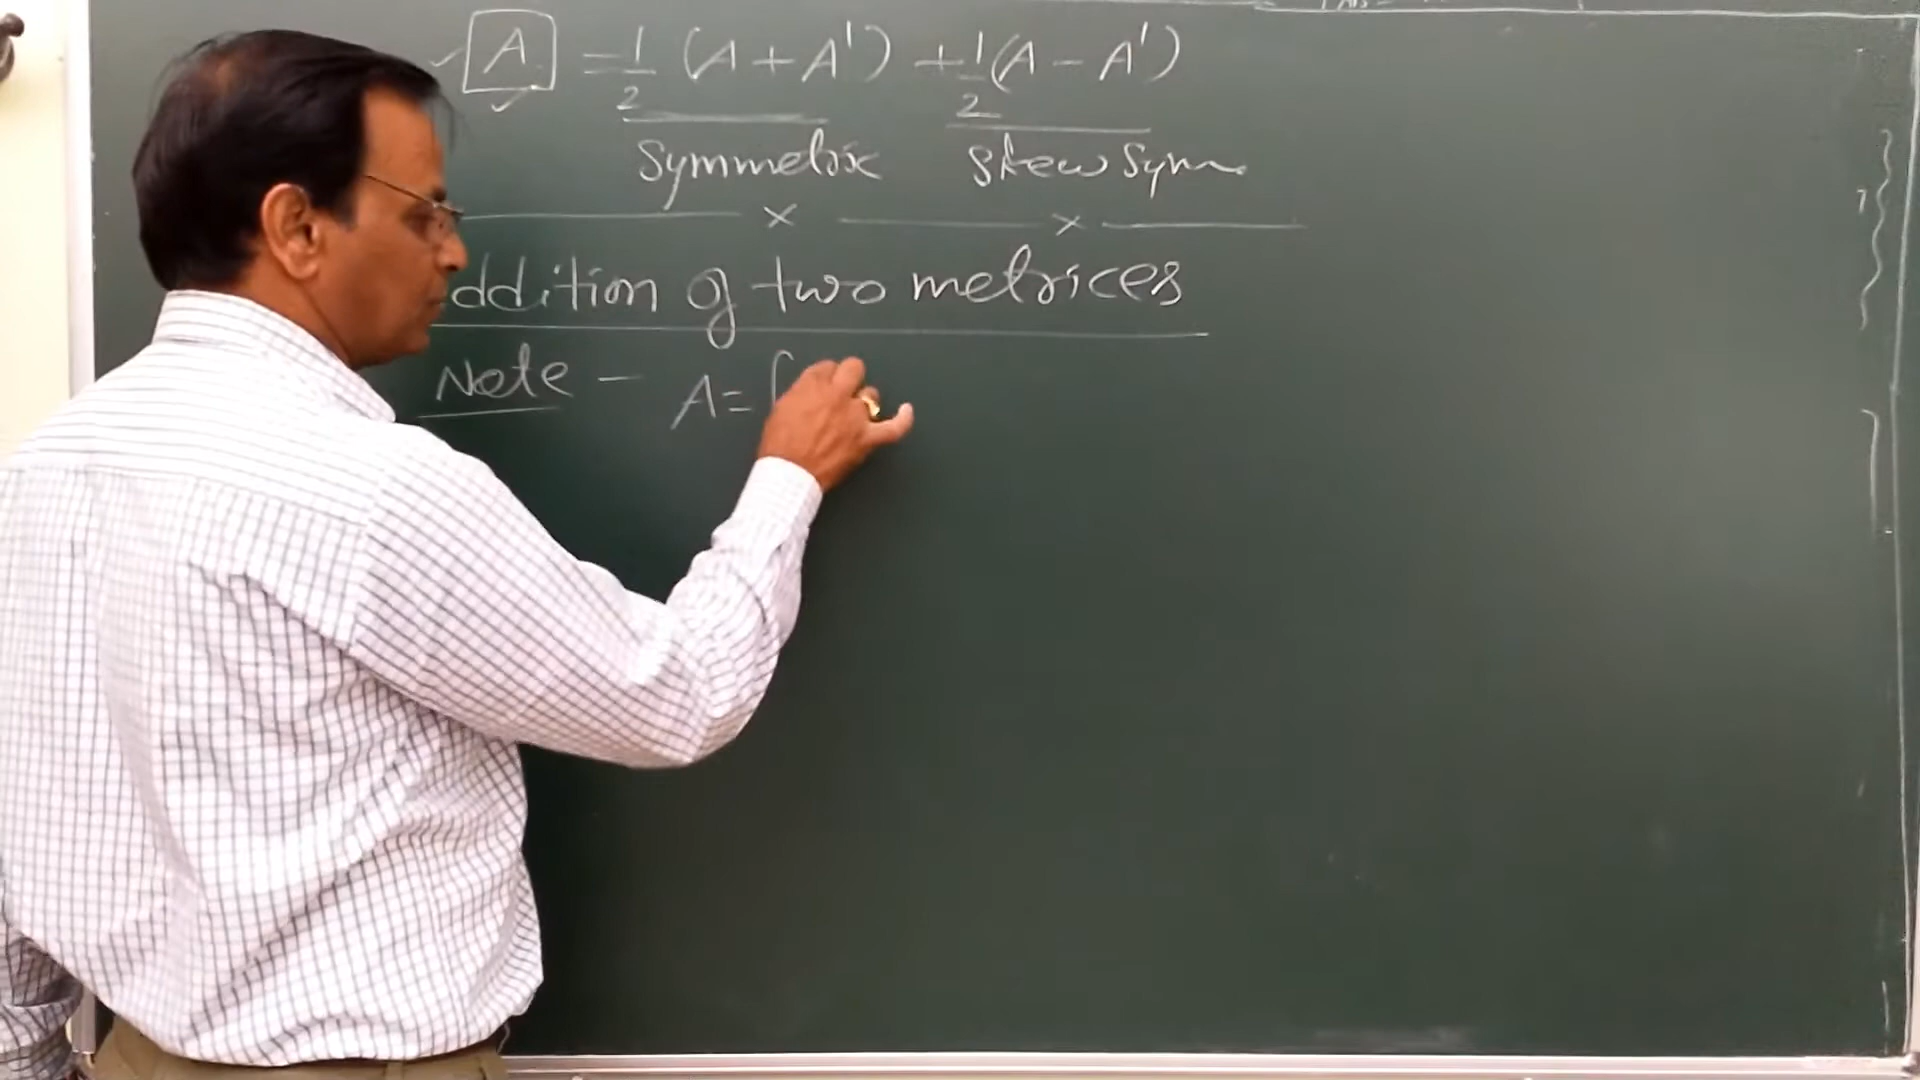 A = 1/2 (A + A') + 1/2 (A - A')
Symmetric Skew Sym
× ×
ddition of two metrices
Note - A = [